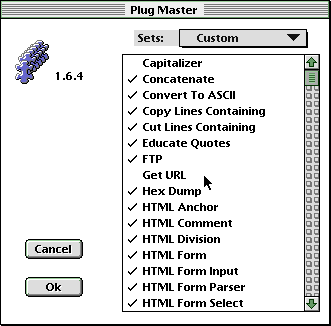 Plug Master
Sets: Custom
1.6.4
Capitalizer
✓ Concatenate
✓ Convert To ASCII
✓ Copy Lines Containing
✓ Cut Lines Containing
✓ Educate Quotes
✓ FTP
Get URL
✓ Hex Dump
✓ HTML Anchor
✓ HTML Comment
✓ HTML Division
✓ HTML Form
✓ HTML Form Input
✓ HTML Form Parser
✓ HTML Form Select
Cancel
Ok